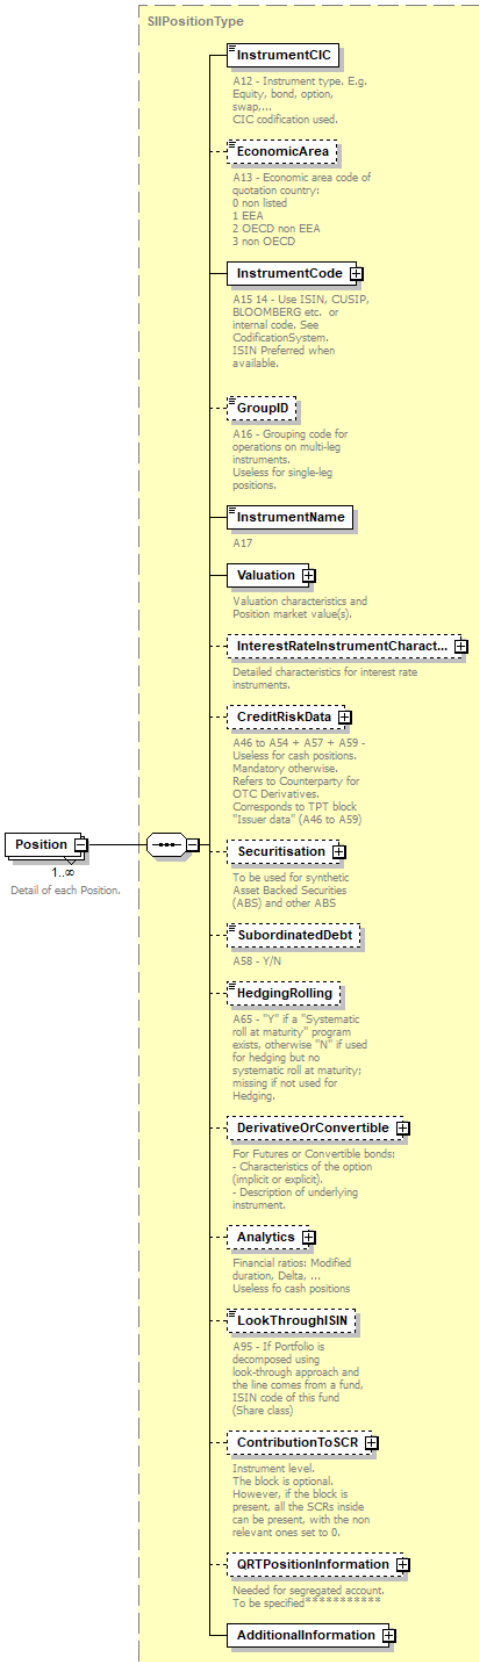 SIIPositionType
InstrumentCIC
A12 - Instrument type. E.g.
Equity, bond, option,
swap,...
CIC codification used.
EconomicArea
A13 - Economic area code of
quotation country:
0 non listed
1 EEA
2 OECD non EEA
3 non OECD
InstrumentCode
A15 14 - Use ISIN, CUSIP,
BLOOMBERG etc.  or
internal code. See
CodificationSystem.
ISIN Preferred when
available.
GroupID
A16 - Grouping code for
operations on multi-leg
instruments.
Useless for single-leg
positions.
InstrumentName
A17
Valuation
Valuation characteristics and
Position market value(s).
InterestRateInstrumentCharact...
Detailed characteristics for interest rate
instruments.
CreditRiskData
A46 to A54 + A57 + A59 -
Useless for cash positions.
Mandatory otherwise.
Refers to Counterparty for
OTC Derivatives.
Corresponds to TPT block
"Issuer data" (A46 to A59)
Position
1..∞
Detail of each Position.
Securitisation
To be used for synthetic
Asset Backed Securities
(ABS) and other ABS
SubordinatedDebt
A58 - Y/N
HedgingRolling
A65 - "Y" if a "Systematic
roll at maturity" program
exists, otherwise "N" if used
for hedging but no
systematic roll at maturity;
missing if not used for
Hedging.
DerivativeOrConvertible
For Futures or Convertible bonds:
- Characteristics of the option
(implicit or explicit).
- Description of underlying
instrument.
Analytics
Financial ratios: Modified
duration, Delta, ...
Useless fo cash positions
LookThroughISIN
A95 - If Portfolio is
decomposed using
look-through approach and
the line comes from a fund,
ISIN code of this fund
(Share class)
ContributionToSCR
Instrument level.
The block is optional.
However, if the block is
present, all the SCRs inside
can be present, with the non
relevant ones set to 0.
QRTPositionInformation
Needed for segregated account.
To be specified***********
AdditionalInformation